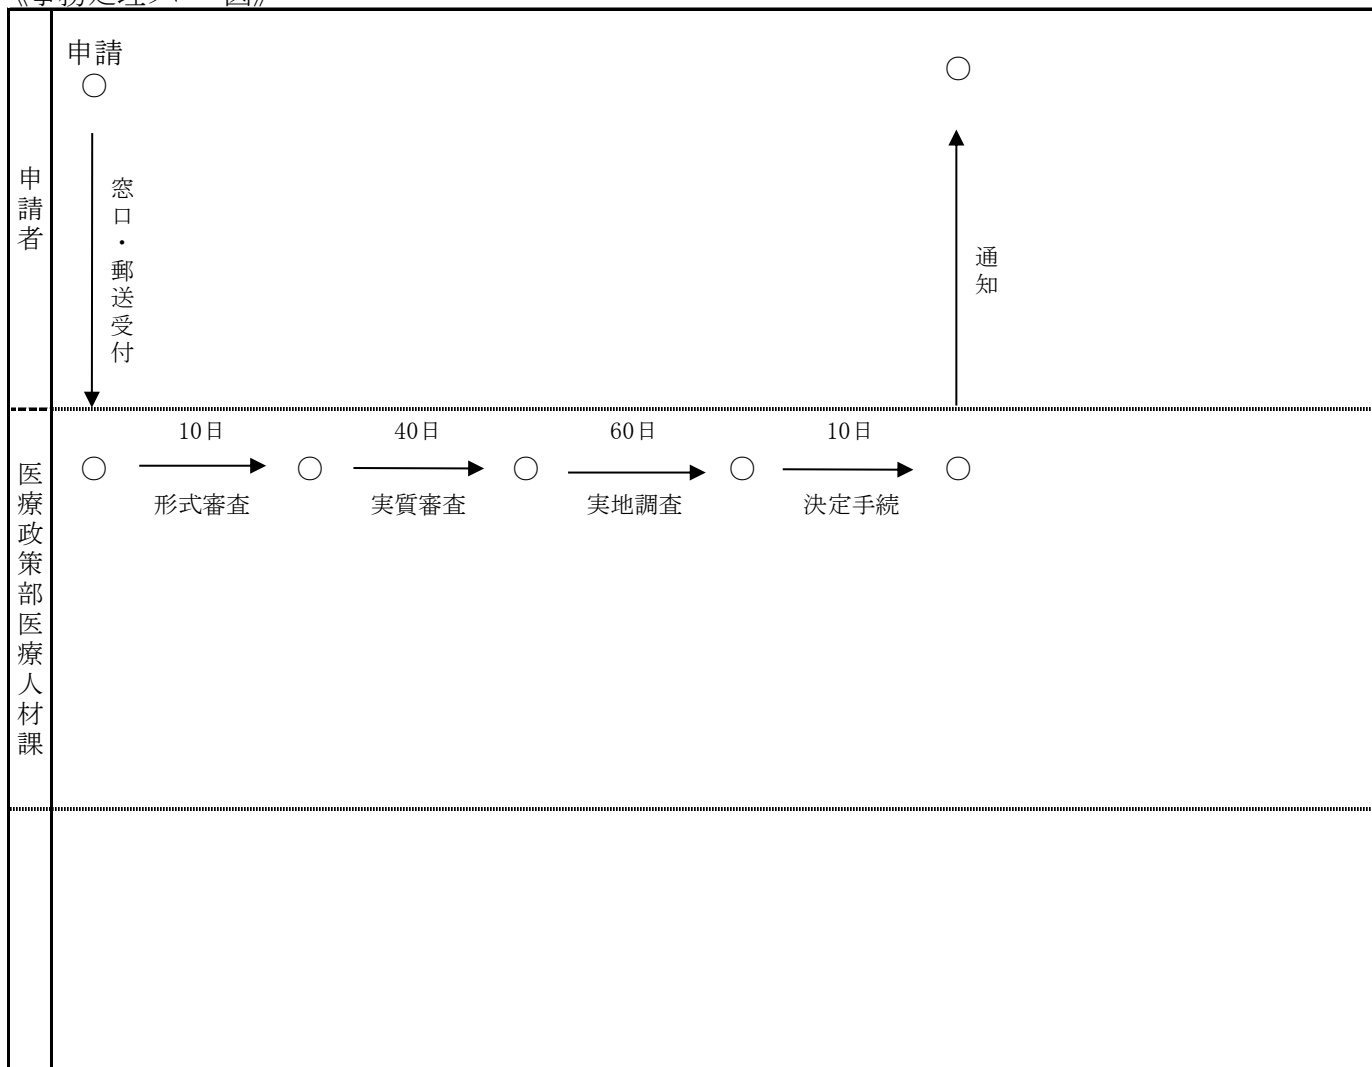 申請
申請者
窓口・郵送受付
通知
医療政策部医療人材課
10日
40日
60日
10日
形式審査
実質審査
実地調査
決定手続